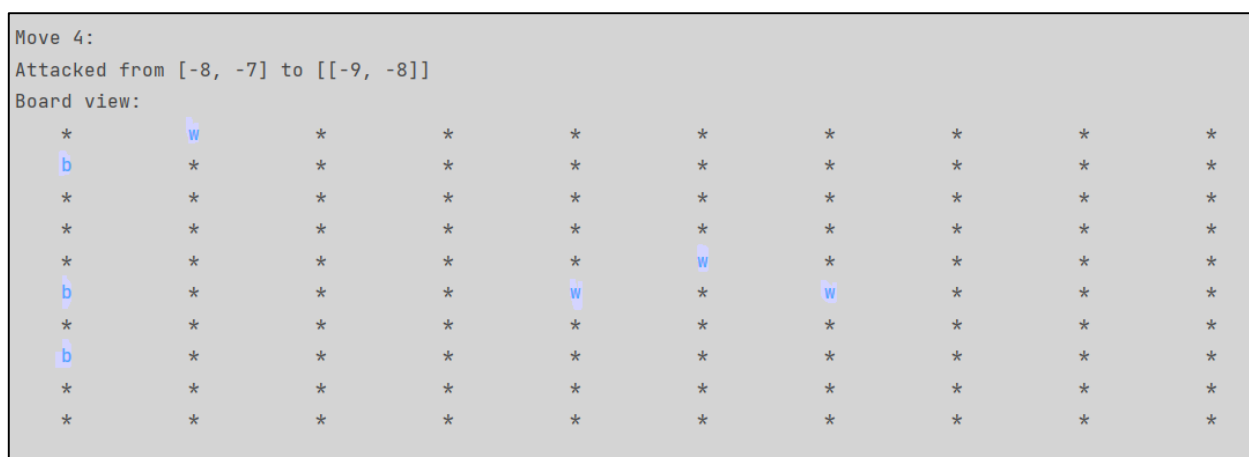 Move 4:
Attacked from [-8, -7] to [[-9, -8]]
Board view:
* w * * * * * * * *
b * * * * * * * * *
* * * * * * * * * *
* * * * * * * * * *
* * * * * w * * * *
b * * * w * w * * *
* * * * * * * * * *
b * * * * * * * * *
* * * * * * * * * *
* * * * * * * * * *